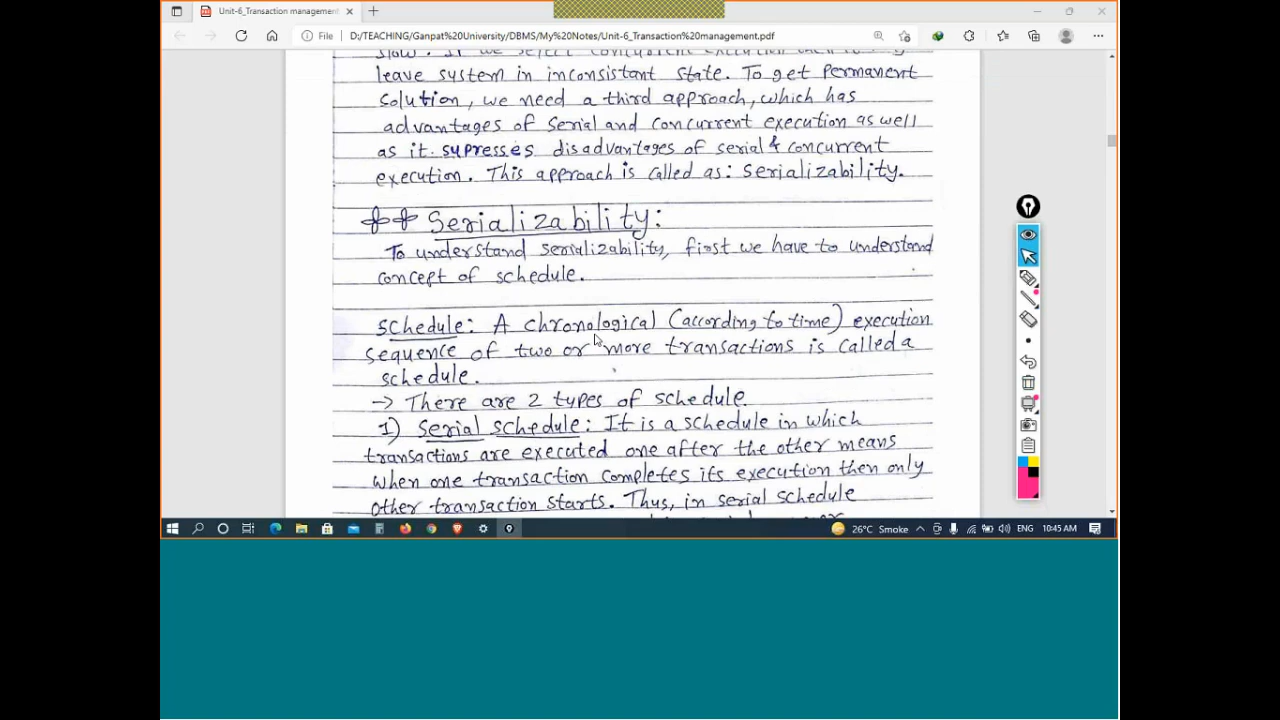 Unit-6_Transaction managemen
File
D:/TEACHING/Ganpat%20University/DBMS/My%20Notes/Unit-6_Transaction%20management.pdf
leave system in inconsistant state. To get permanent
solution, we need a third approach, which has
advantages of serial and concurrent execution as well
as it supresses disadvantages of serial & concurrent
execution. This approach is called as: serializability.
Serializability:
To understand serializability, first we have to understand
concept of schedule.
Schedule: A chronological (according to time) execution
sequence of two or more transactions is called a
schedule.
→ There are 2 types of schedule.
1) Serial schedule: It is a schedule in which
transactions are executed one after the other means
when one transaction completes its execution then only
other transaction starts. Thus, in serial schedule
26°C Smoke
ENG
10:45 AM